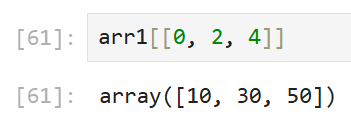 [61]: arr1[[0, 2, 4]]
[61]: array([10, 30, 50])